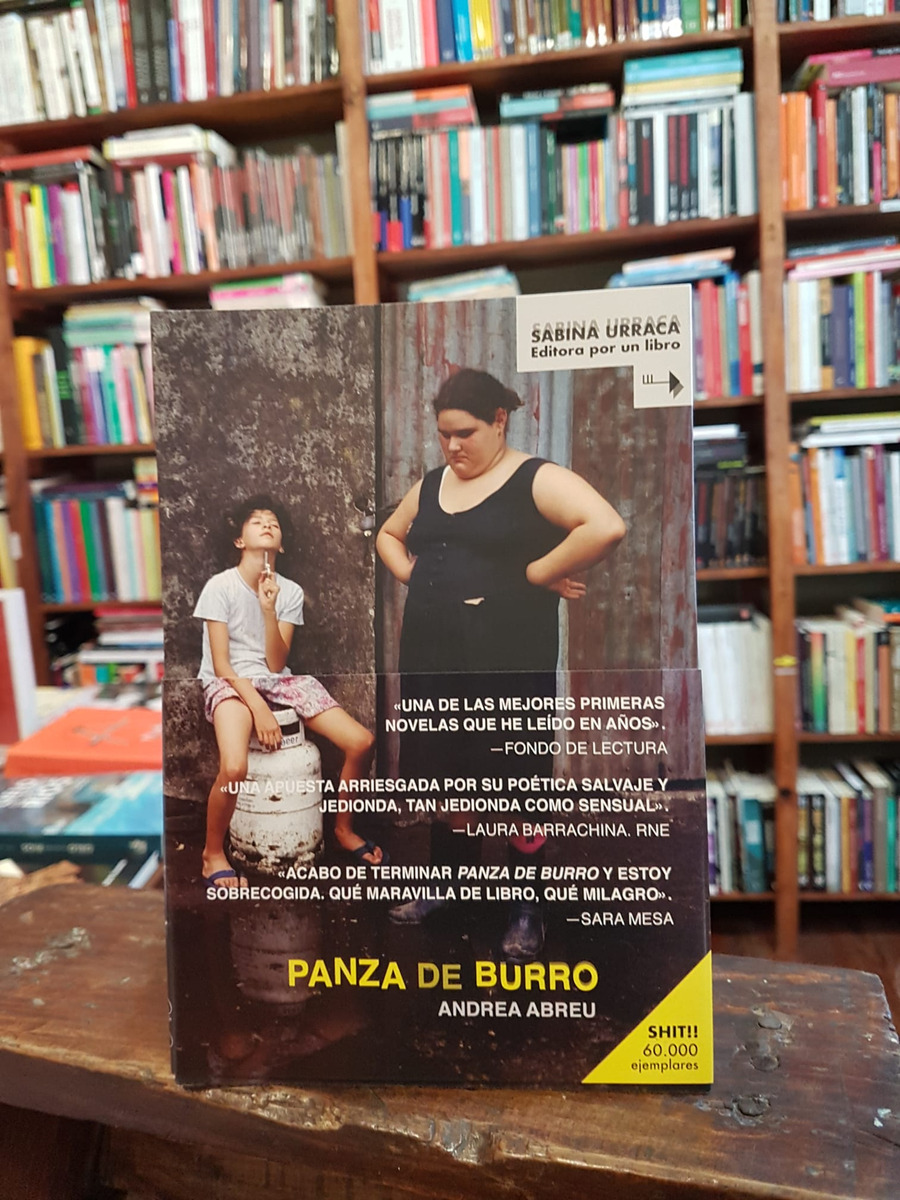 SABINA URRACA
SABINA URRACA
Editora por un libro
«UNA DE LAS MEJORES PRIMERAS
NOVELAS QUE HE LEÍDO EN AÑOS».
—FONDO DE LECTURA
«UNA APUESTA ARRIESGADA POR SU POÉTICA SALVAJE Y
JEDIONDA, TAN JEDIONDA COMO SENSUAL».
—LAURA BARRACHINA. RNE
«ACABO DE TERMINAR PANZA DE BURRO Y ESTOY
SOBRECOGIDA. QUÉ MARAVILLA DE LIBRO, QUÉ MILAGRO».
—SARA MESA
PANZA DE BURRO
ANDREA ABREU
SHIT!!
60.000
ejemplares